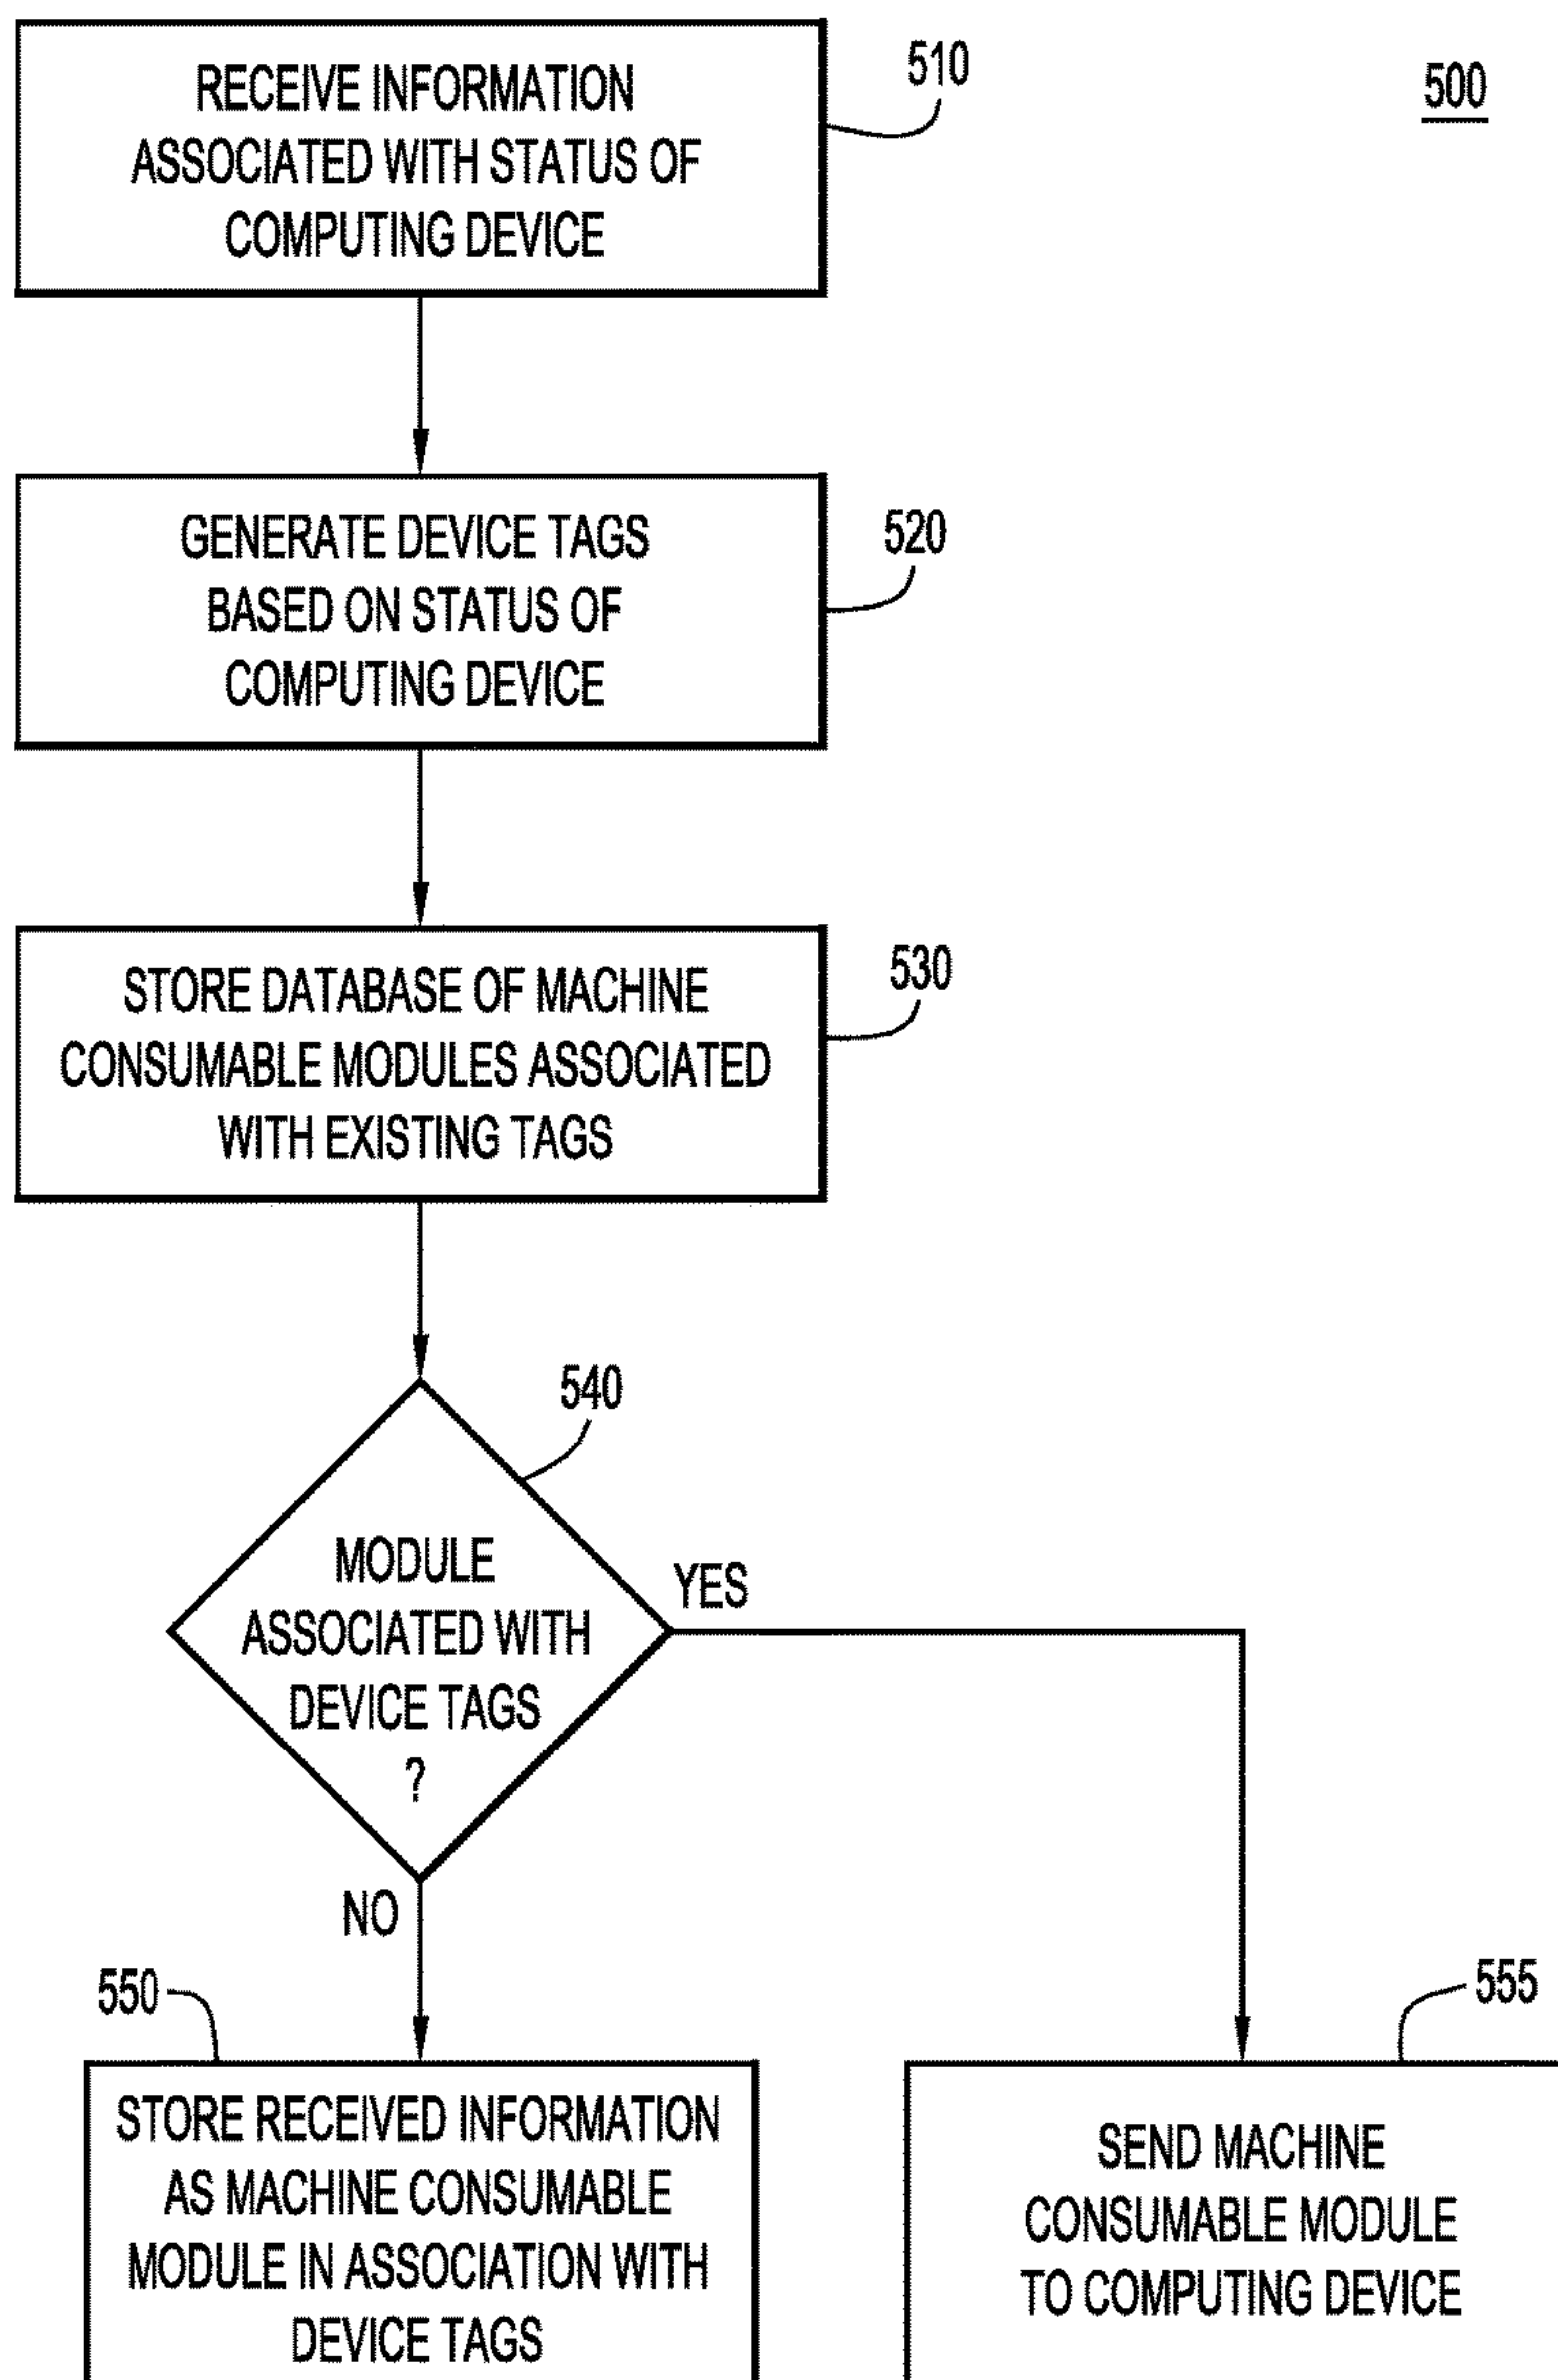 510
500
RECEIVE INFORMATION
ASSOCIATED WITH STATUS OF
COMPUTING DEVICE
520
GENERATE DEVICE TAGS
BASED ON STATUS OF
COMPUTING DEVICE
530
STORE DATABASE OF MACHINE
CONSUMABLE MODULES ASSOCIATED
WITH EXISTING TAGS
540
MODULE
ASSOCIATED WITH
DEVICE TAGS
?
YES
NO
550
STORE RECEIVED INFORMATION
AS MACHINE CONSUMABLE
MODULE IN ASSOCIATION WITH
DEVICE TAGS
555
SEND MACHINE
CONSUMABLE MODULE
TO COMPUTING DEVICE